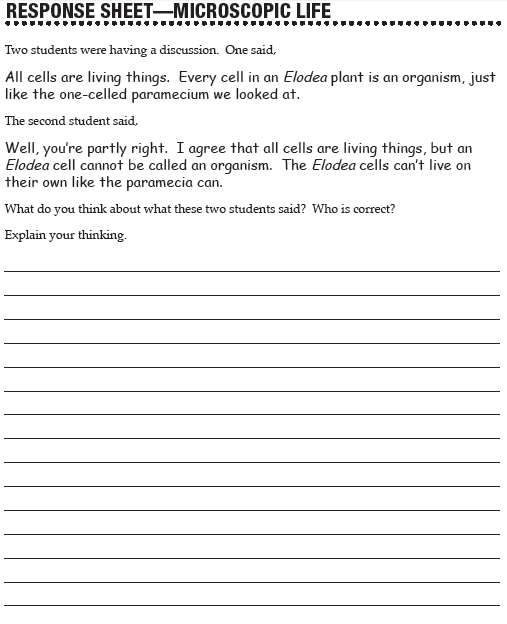 RESPONSE SHEET—MICROSCOPIC LIFE
Two students were having a discussion. One said,
All cells are living things. Every cell in an Elodea plant is an organism, just
like the one-celled paramecium we looked at.
The second student said,
Well, you're partly right. I agree that all cells are living things, but an
Elodea cell cannot be called an organism. The Elodea cells can't live on
their own like the paramecia can.
What do you think about what these two students said? Who is correct?
Explain your thinking.